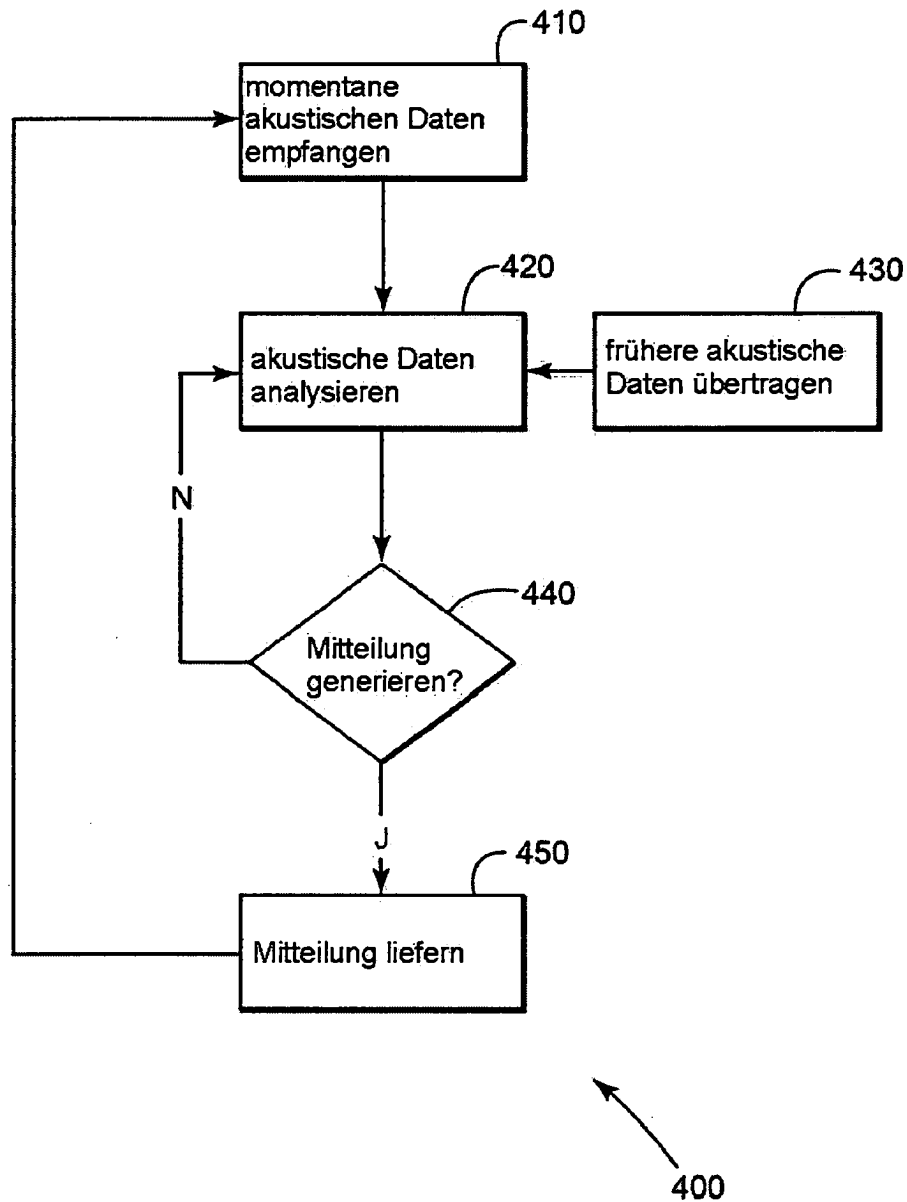 410
momentane
akustischen Daten
empfangen
420
430
akustische Daten
analysieren
frühere akustische
Daten übertragen
N
440
Mitteilung
generieren?
J
450
Mitteilung liefern
400